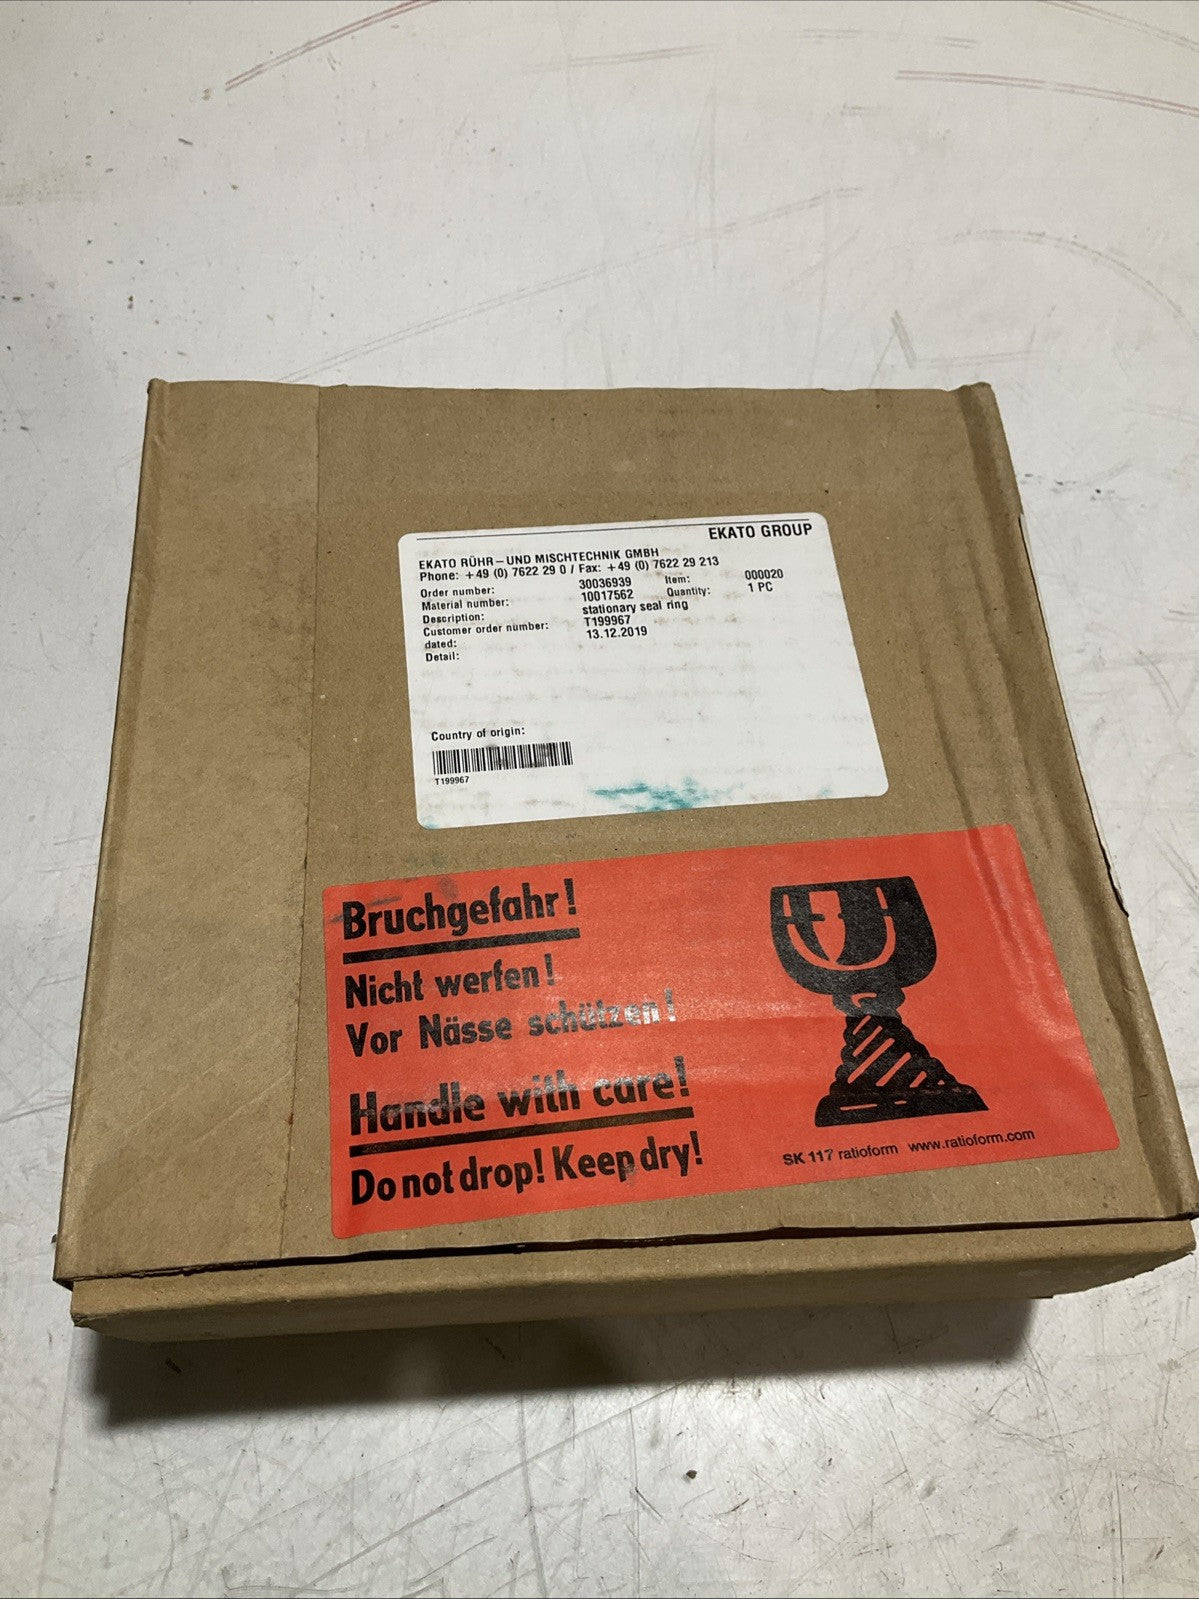 EKATO GROUP
EKATO RÜHR-UND MISCHTECHNIK GMBH
Phone: +49 (0) 7622 29 0 / Fax: +49 (0) 7622 29 213
Order number: 30036939 Item: 000020
Material number: 10017562 Quantity: 1 PC
Description: stationary seal ring
Customer order number: T199967
dated: 13.12.2019
Detail:
Country of origin:
T199967
Bruchgefahr!
Nicht werfen!
Vor Nässe schützen!
Handle with care!
Do not drop! Keep dry!
SK 117 ratioform www.ratioform.com